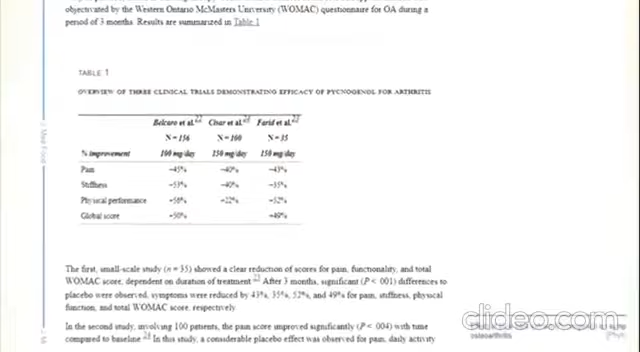 objectivated by the Western Ontario McMasters University (WOMAC) questionnaire for OA during a
period of 3 months. Results are summarized in Table 1
TABLE 1
OVERVIEW OF THREE CLINICAL TRIALS DEMONSTRATING EFFICACY OF PYCNOGENOL FOR ARTHRITIS
Belcaro et al. Cisar et al. Farid et al.
N = 156 N = 100 N = 35
% improvement 100 mg/day 150 mg/day 150 mg/day
Pain −45% −40% −43%
Stiffness −53% −40% −35%
Physical performance −22% −52%
Global score −50% −49%
J Med Food
The first, small-scale study (n = 35) showed a clear reduction of scores for pain, functionality, and total
WOMAC score, dependent on duration of treatment After 3 months, significant (P < 001) differences to
placebo were observed, symptoms were reduced by 43%, 35%, 52%, and 49% for pain, stiffness, physical
function, and total WOMAC score, respectively
In the second study, involving 100 patients, the pain score improved significantly (P < 004) with time
compared to baseline In this study, a considerable placebo effect was observed for pain, daily activity
clideo.com
osteoarthritis